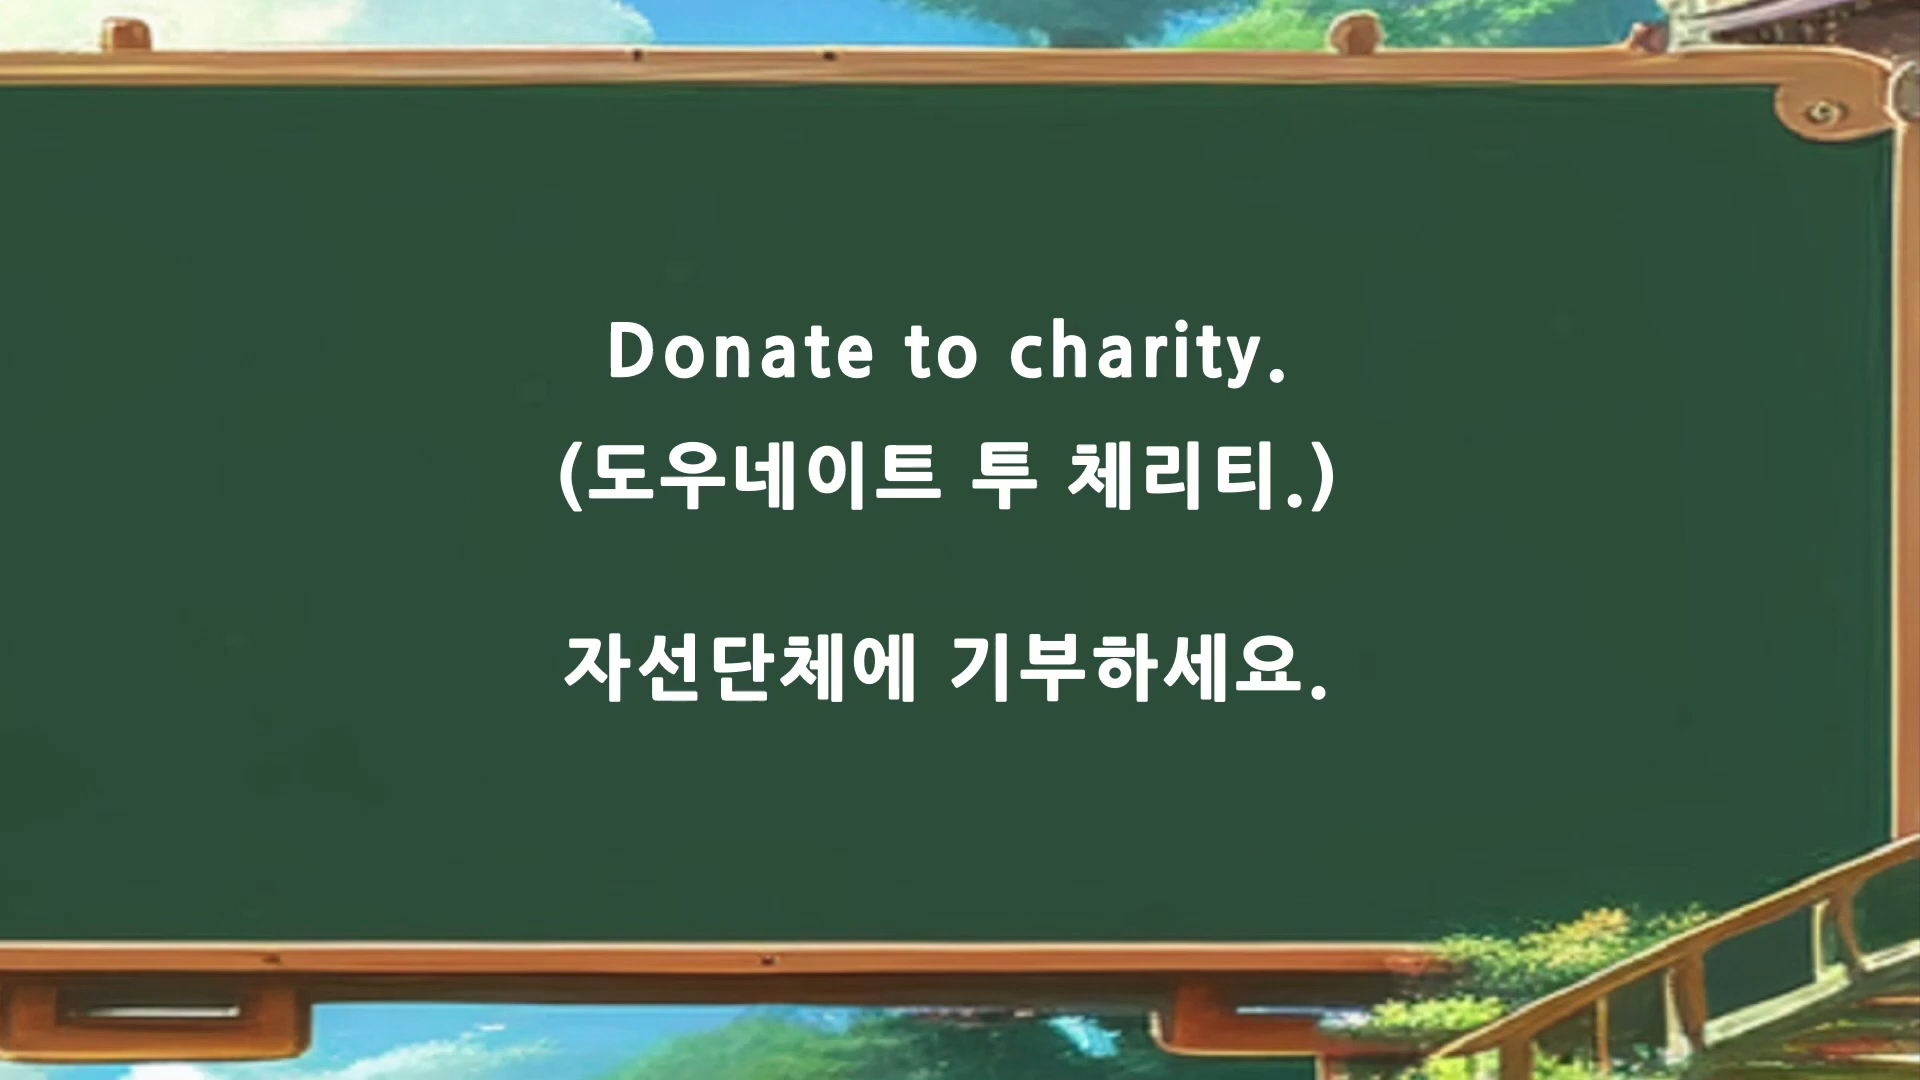 Donate to charity.
(도우네이트 투 체리티.)
자선단체에 기부하세요.